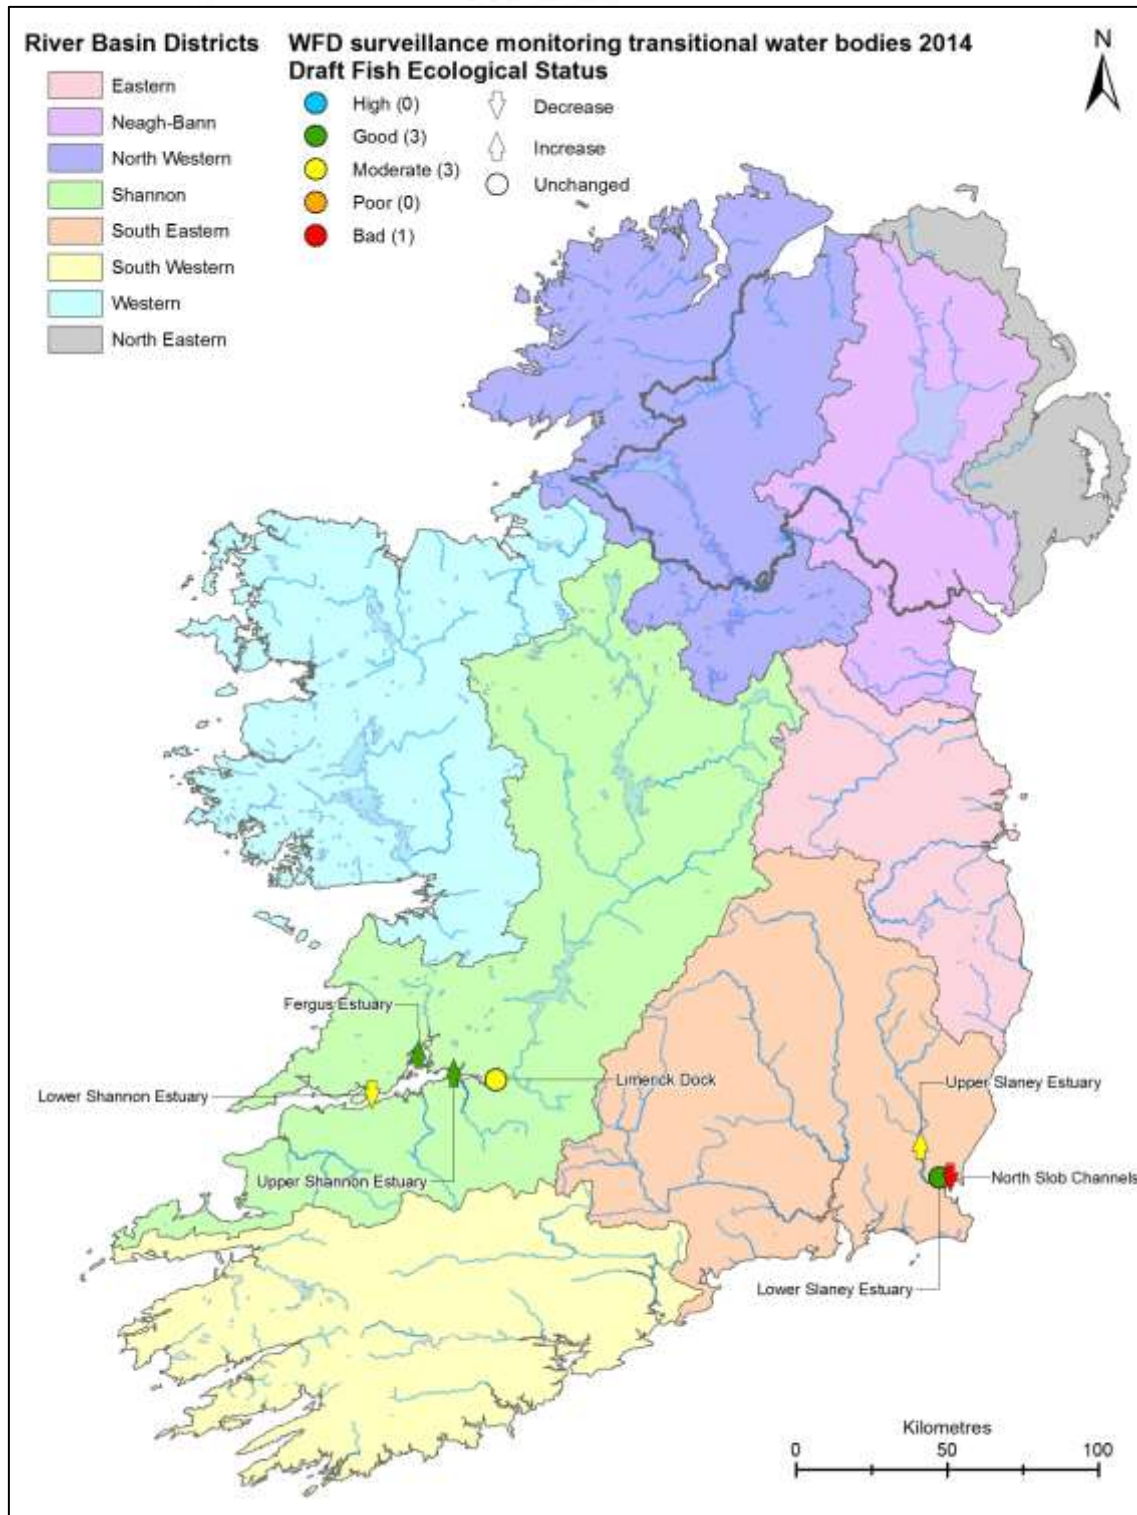 River Basin Districts
Eastern
Neagh-Bann
North Western
Shannon
South Eastern
South Western
Western
North Eastern
WFD surveillance monitoring transitional water bodies 2014
Draft Fish Ecological Status
High (0)
Good (3)
Moderate (3)
Poor (0)
Bad (1)
Decrease
Increase
Unchanged
N
Fergus Estuary
Lower Shannon Estuary
Limerick Dock
Upper Slaney Estuary
Upper Shannon Estuary
North Slob Channels
Lower Slaney Estuary
Kilometres
0 50 100